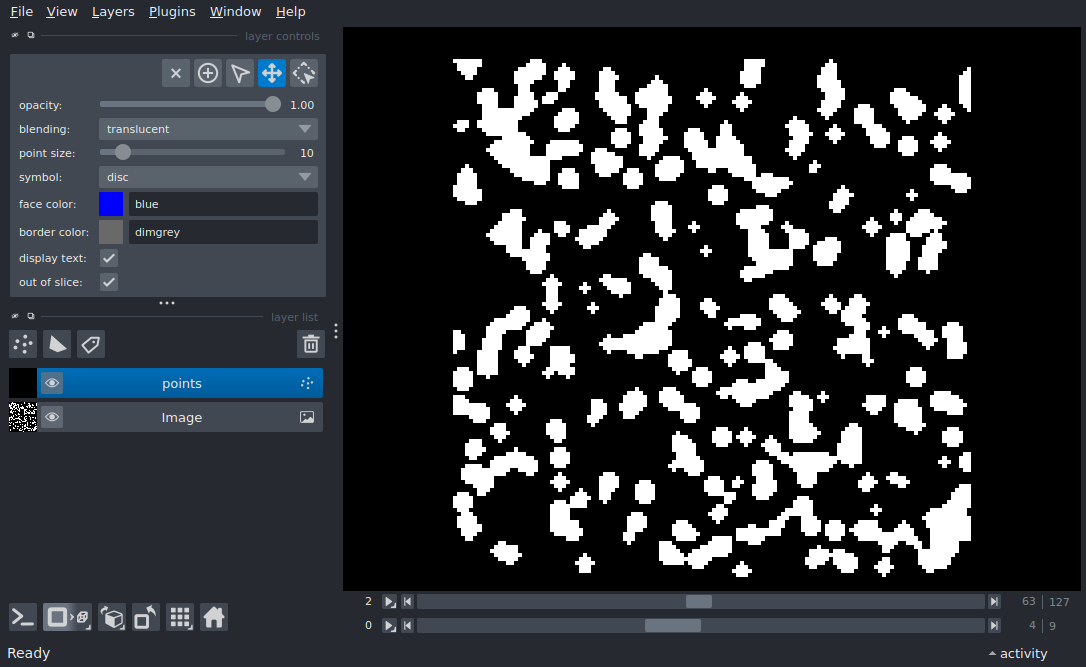 File View Layers Plugins Window Help
layer controls
opacity: 1.00
blending: translucent
point size: 10
symbol: disc
face color: blue
border color: dimgrey
display text:
out of slice:
layer list
points
Image
2 63 127
0 4 9
Ready activity